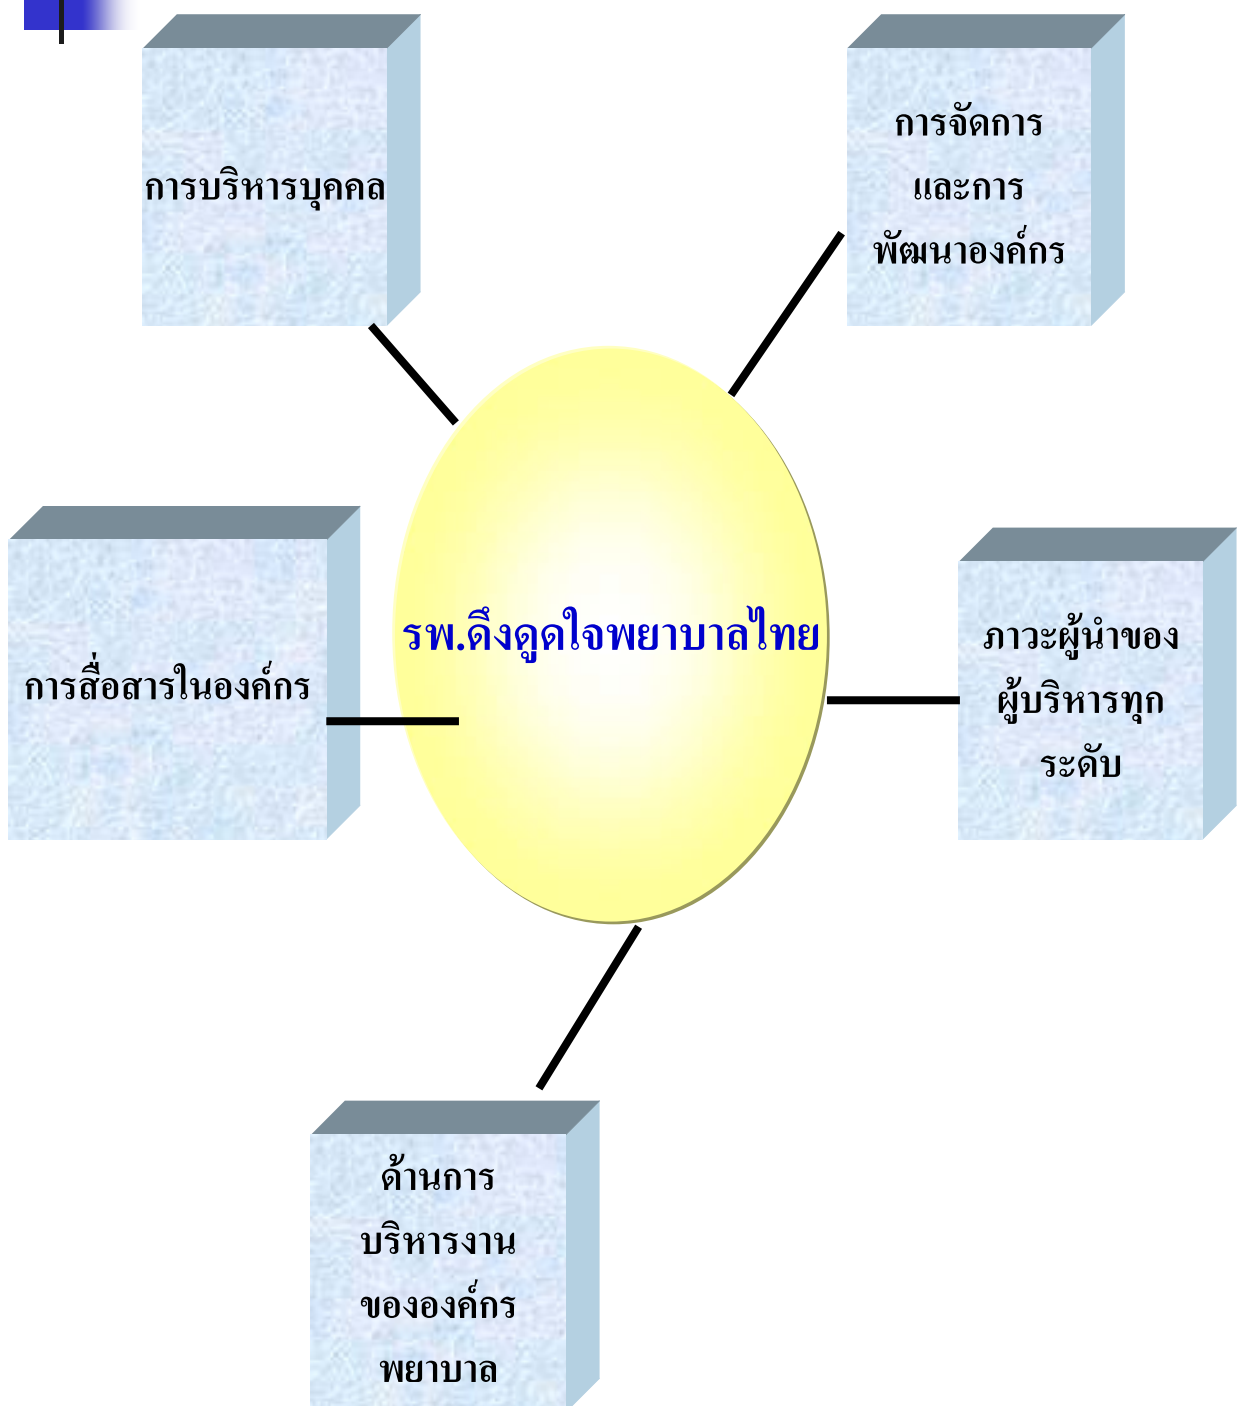 การบริหารบุคคล
การจัดการ
และการ
พัฒนาองค์กร
รพ.ดึงดูดใจพยาบาลไทย
การสื่อสารในองค์กร
ภาวะผู้นำของ
ผู้บริหารทุก
ระดับ
ด้านการ
บริหารงาน
ขององค์กร
พยาบาล